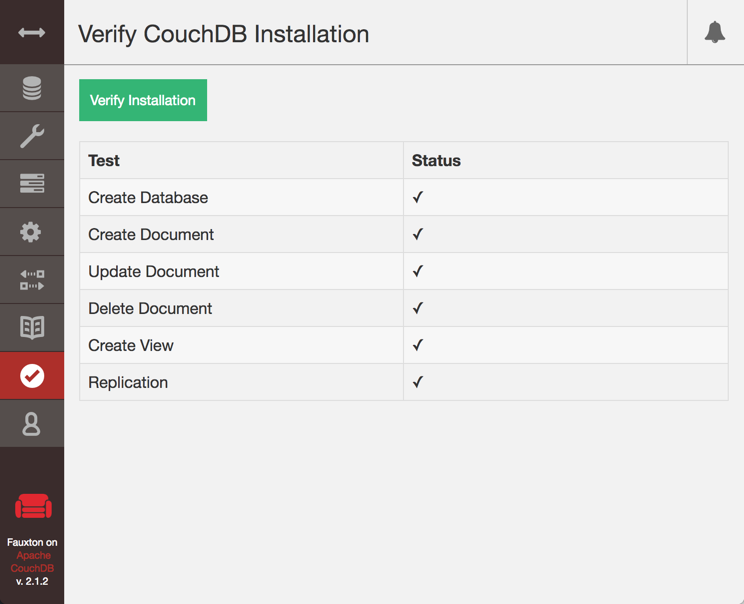 Verify CouchDB Installation
Verify Installation
Test Status
Create Database ✓
Create Document ✓
Update Document ✓
Delete Document ✓
Create View ✓
Replication ✓
Fauxton on
Apache
CouchDB
v. 2.1.2